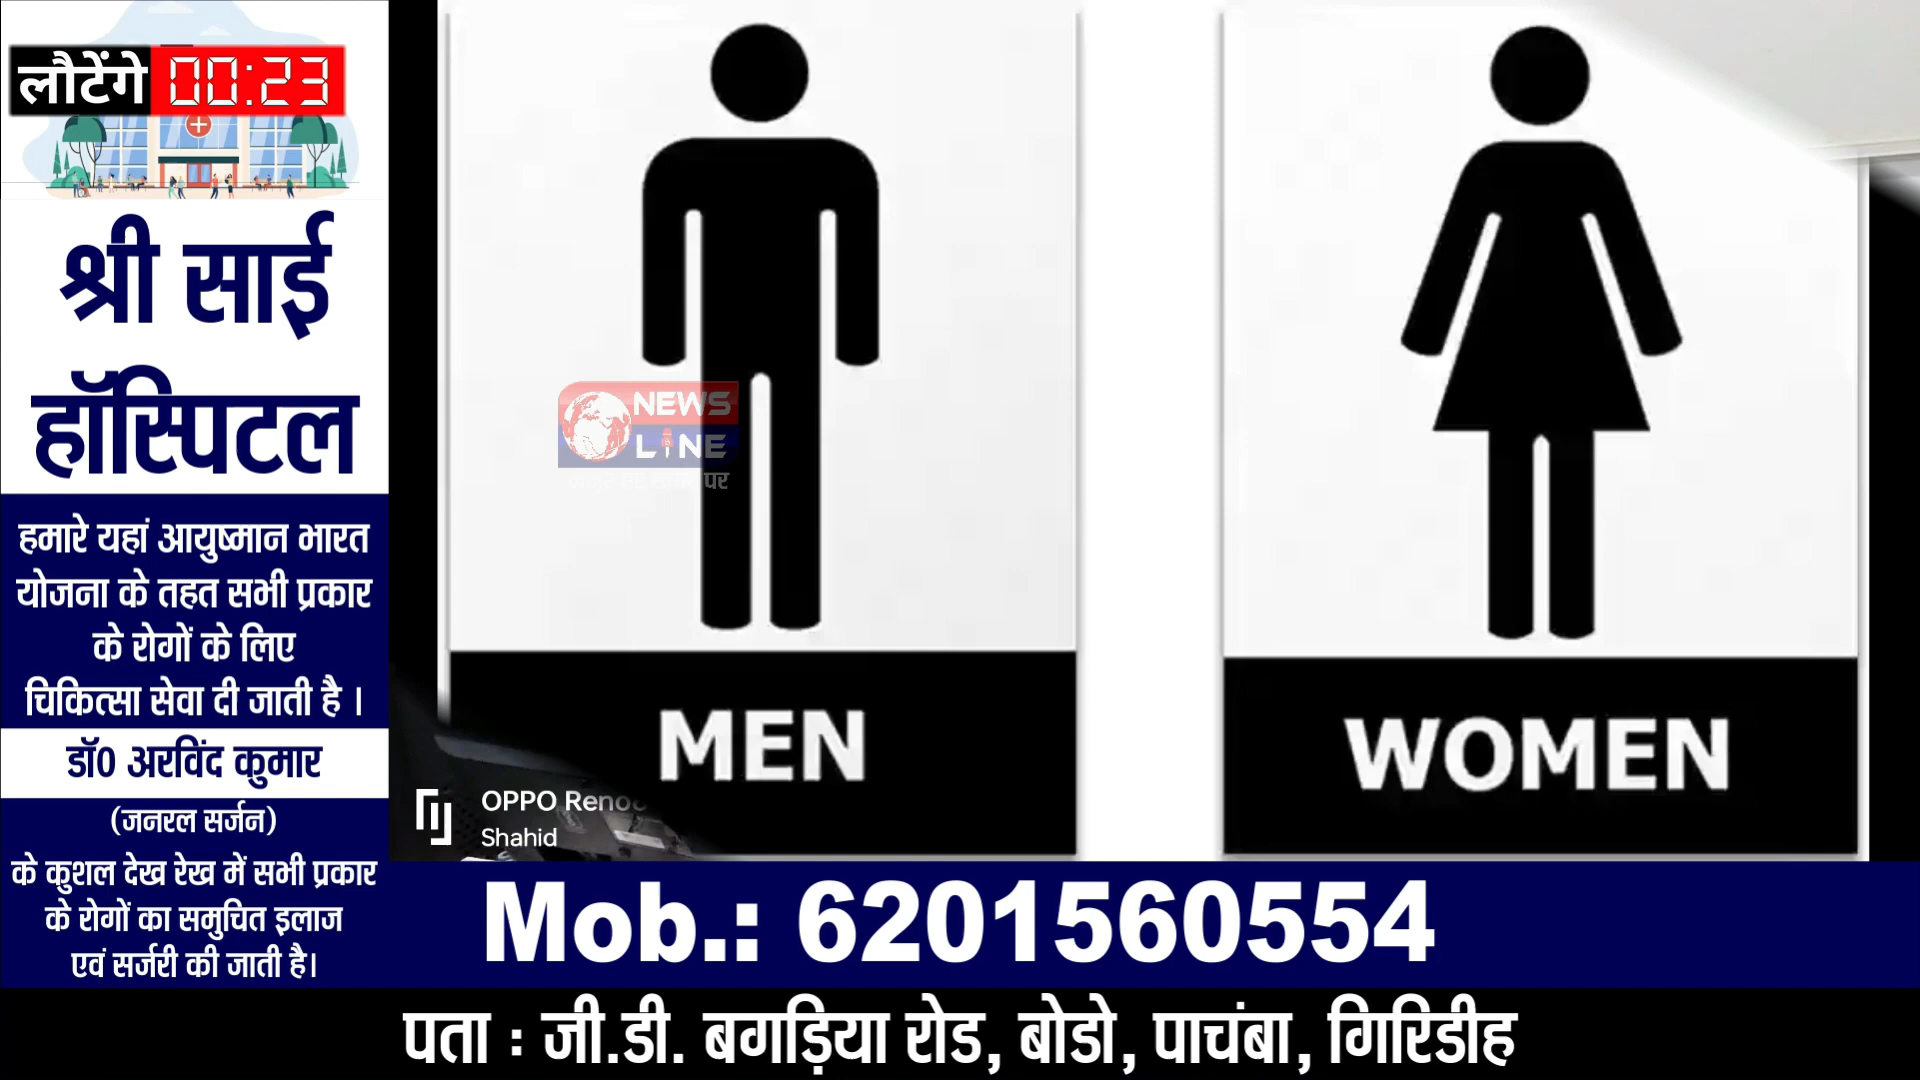 लौटेंगे 00:23
श्री साई
हॉस्पिटल
हमारे यहां आयुष्मान भारत
योजना के तहत सभी प्रकार
के रोगों के लिए
चिकित्सा सेवा दी जाती है ।
डॉ0 अरविंद कुमार
(जनरल सर्जन)
के कुशल देख रेख में सभी प्रकार
के रोगों का समुचित इलाज
एवं सर्जरी की जाती है।
NEWS
LINE
पर
MEN
WOMEN
OPPO Reno
Shahid
Mob.: 6201560554
पता : जी.डी. बगड़िया रोड, बोडो, पाचंबा, गिरिडीह